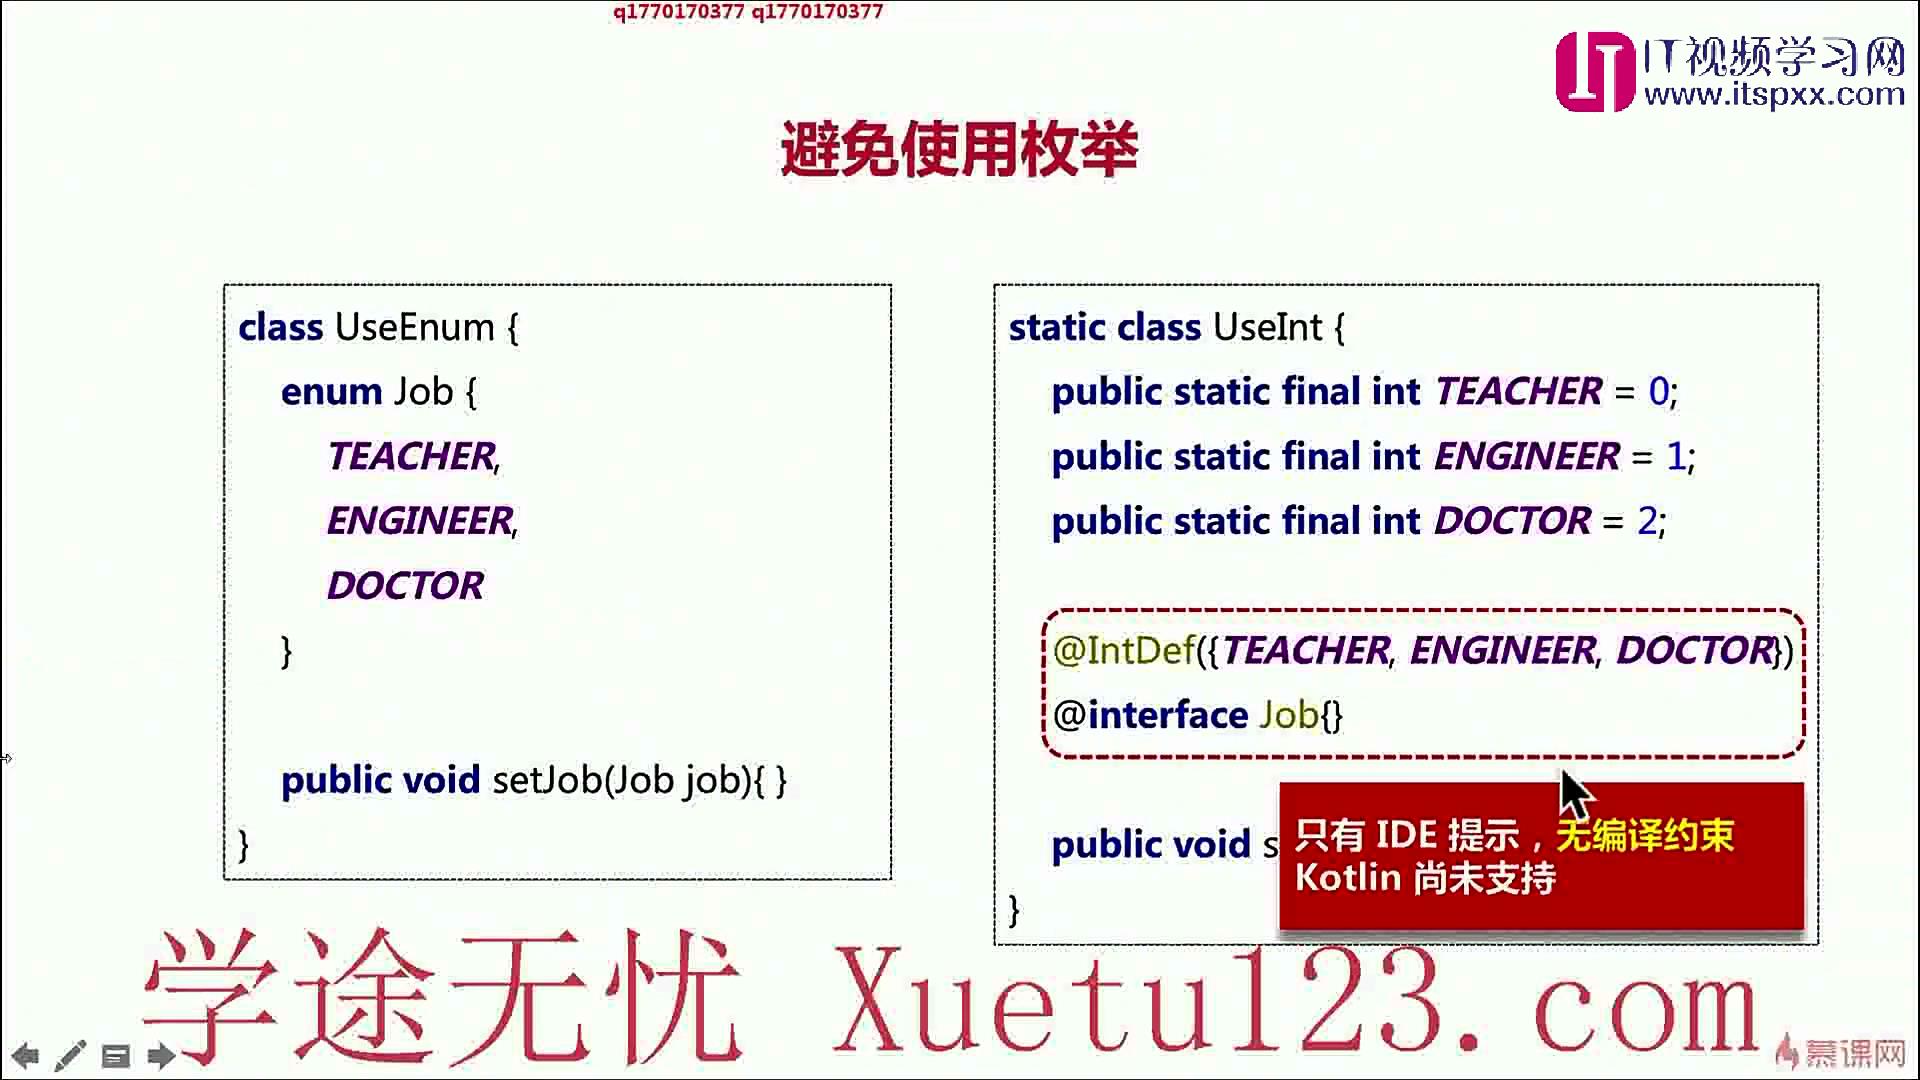 q1770170377 q1770170377
IT视频学习网
www.itspxx.com
避免使用枚举
class UseEnum {
enum Job {
TEACHER,
ENGINEER,
DOCTOR
}
public void setJob(Job job){ }
}
static class UseInt {
public static final int TEACHER = 0;
public static final int ENGINEER = 1;
public static final int DOCTOR = 2;
@IntDef({TEACHER, ENGINEER, DOCTOR})
@interface Job{}
public void s
}
只有 IDE 提示，无编译约束
Kotlin 尚未支持
学途无忧 Xuetu123.com
慕课网